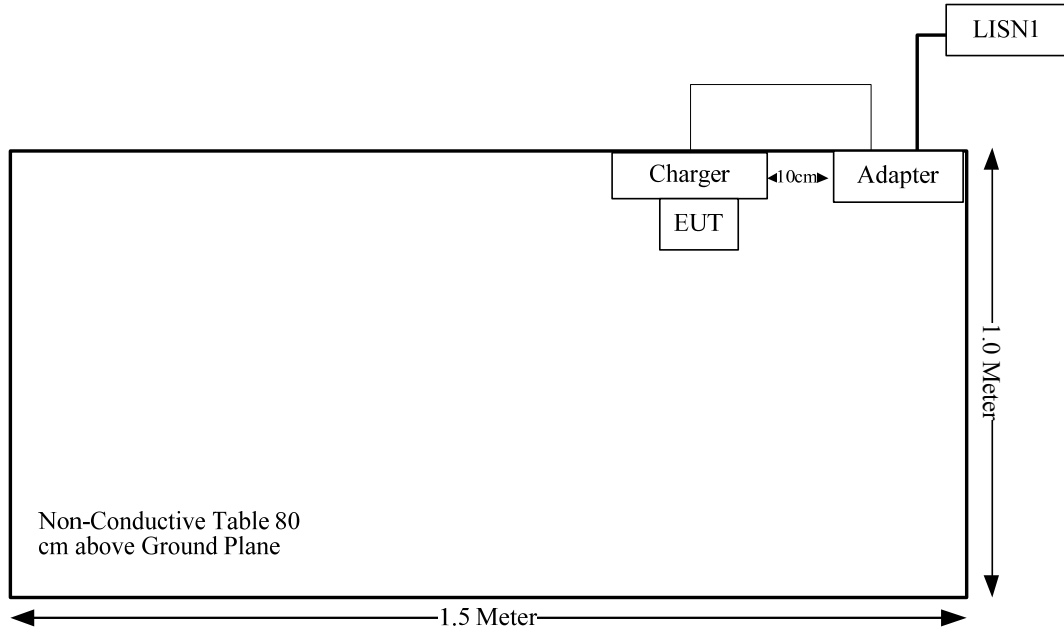 LISN1
Charger
10cm
Adapter
EUT
1.0 Meter
Non-Conductive Table 80
cm above Ground Plane
1.5 Meter